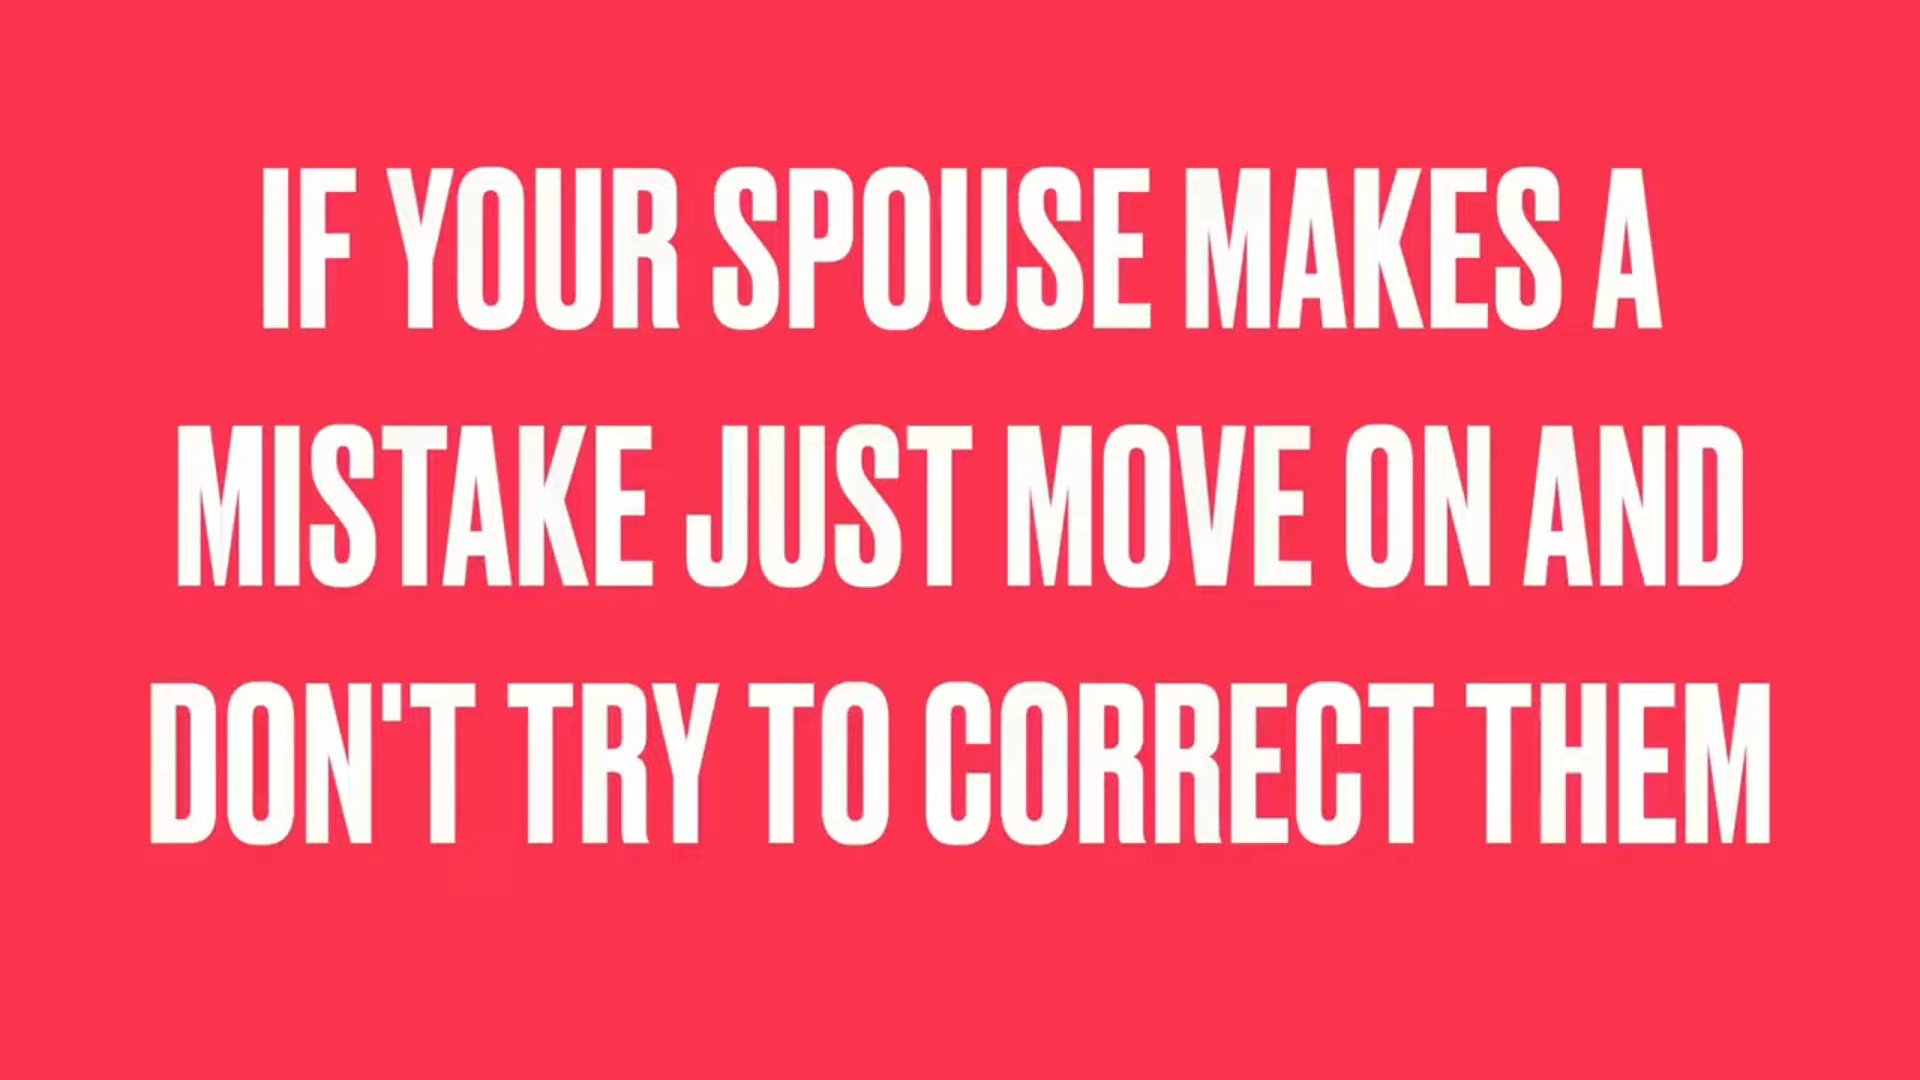 IF YOUR SPOUSE MAKES A
MISTAKE JUST MOVE ON AND
DON'T TRY TO CORRECT THEM